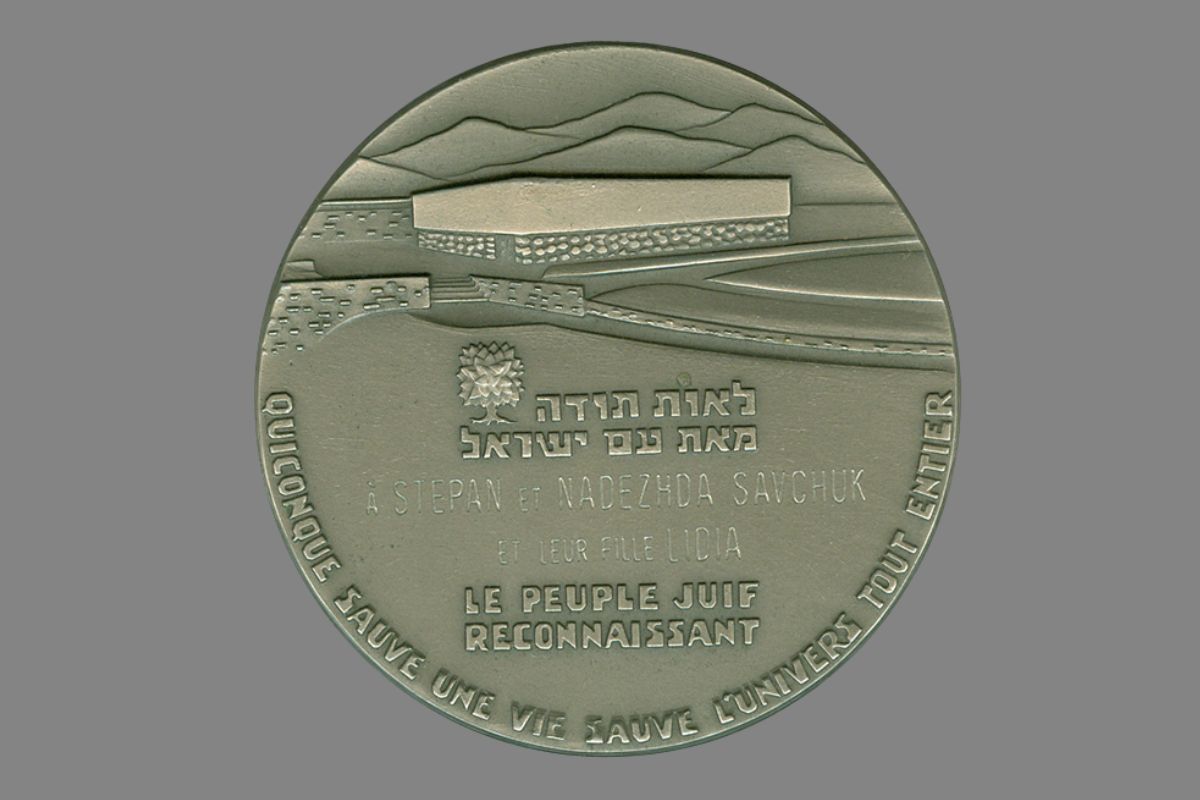 לאות תודה
מאת עם ישראל
À STEPAN ET NADEZHDA SAVCHUK
ET LEUR FILLE LIDIA
LE PEUPLE JUIF
RECONNAISSANT
QUICONQUE SAUVE UNE VIE SAUVE L'UNIVERS TOUT ENTIER